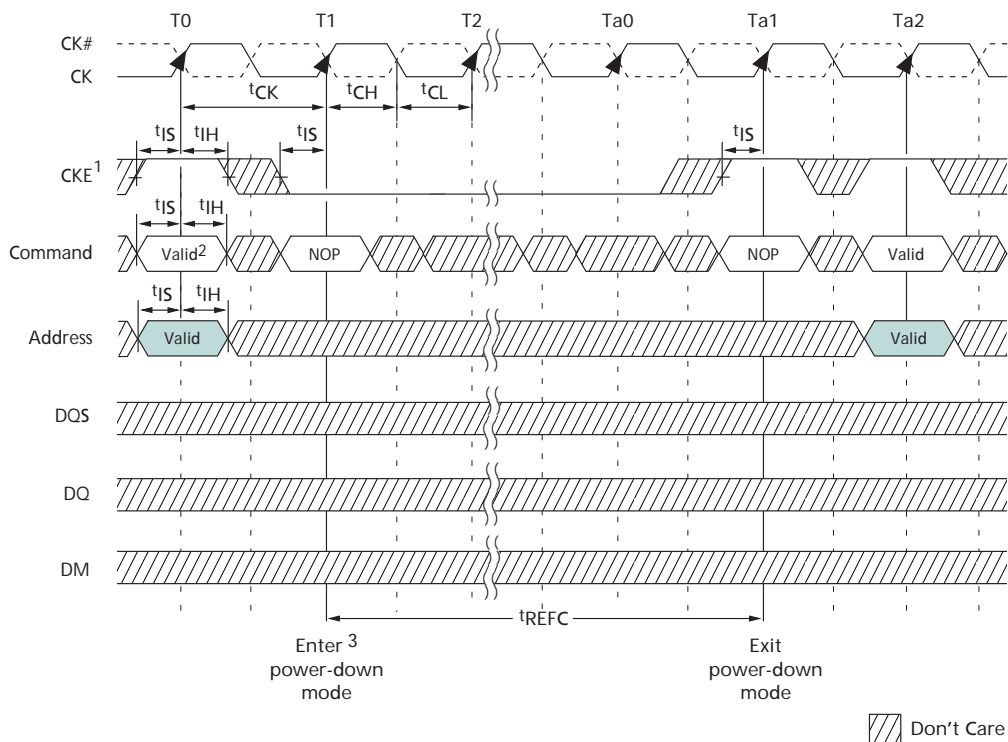 T0 T1 T2 Ta0 Ta1 Ta2
CK#
CK
tCK tCH tCL
tIS tIH tIS tIS
CKE1
tIS tIH
Command Valid2 NOP NOP Valid
tIS tIH
Address Valid Valid
DQS
DQ
DM
tREFC
Enter 3
power-down
mode
Exit
power-down
mode
Don't Care